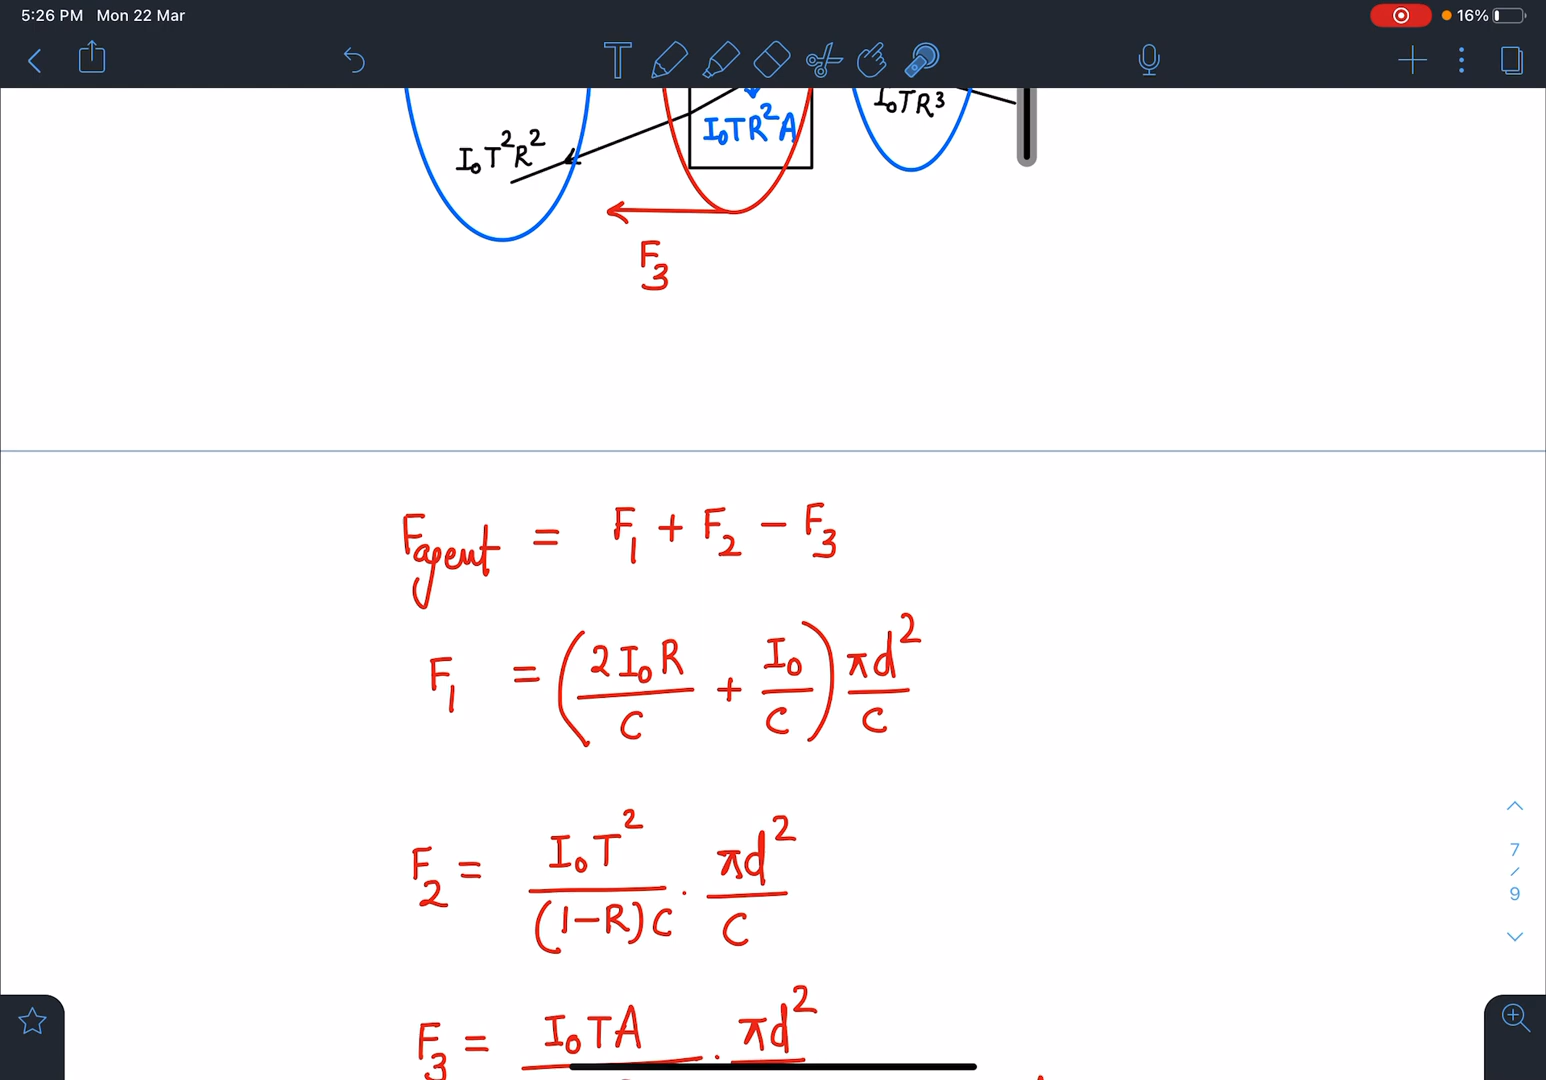 5:26 PM Mon 22 Mar
16%
T
I₀T²R²
I₀TR²A
I₀TR³
F₃
Fagent = F₁ + F₂ - F₃
F₁ = (2I₀R/C + I₀/C) πd²/C
F₂ = I₀T²/(1-R)C . πd²/C
F₃ = I₀TA . πd²
7
/
9